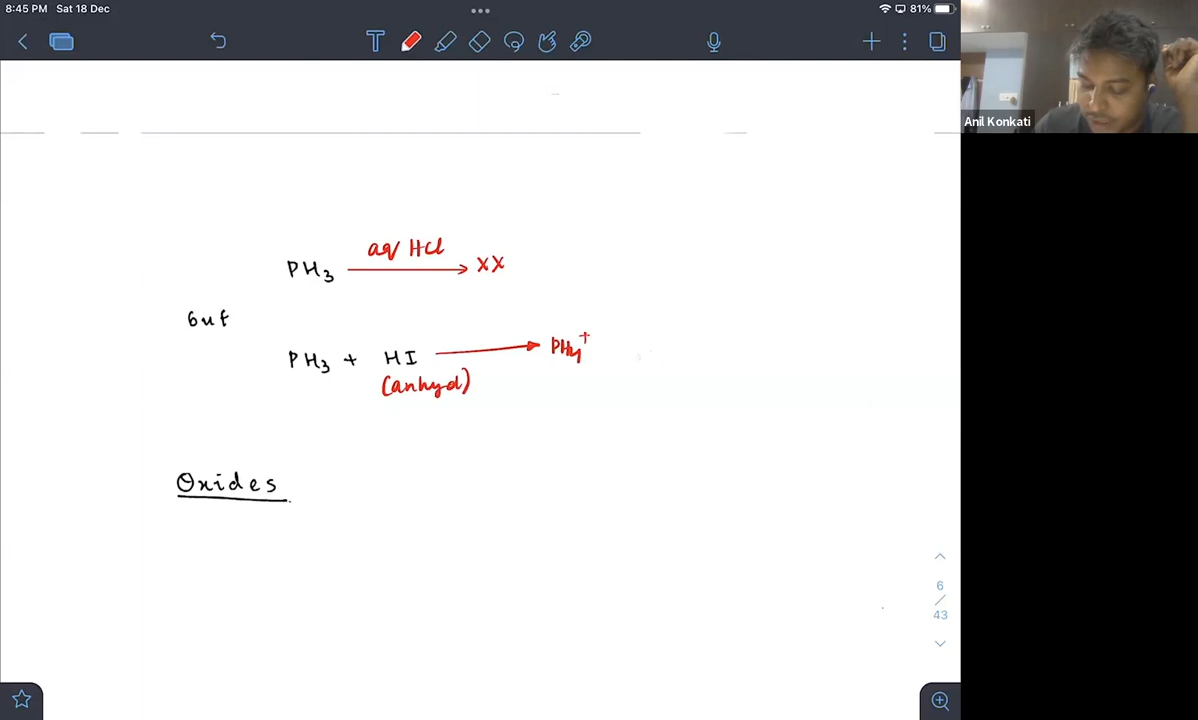 8:45 PM Sat 18 Dec
81%
Anil Konkati
PH3 aq HCl XX
but
PH3 + HI PH4+
(anhyd)
Oxides
6
/
43